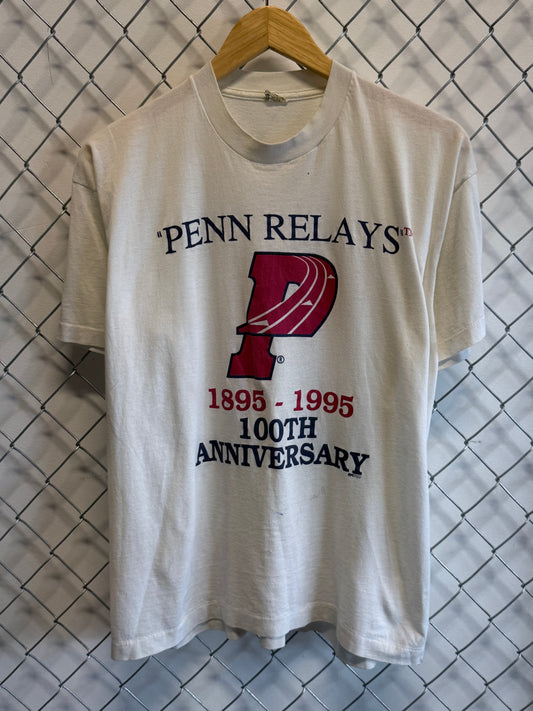 "PENN RELAYS"
P®
1895 - 1995
100TH
ANNIVERSARY